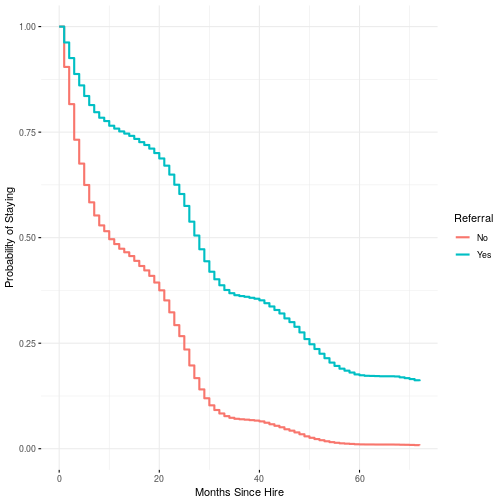 1.00
0.75
0.50
0.25
0.00
Probability of Staying
0 20 40 60
Months Since Hire
Referral
No
Yes